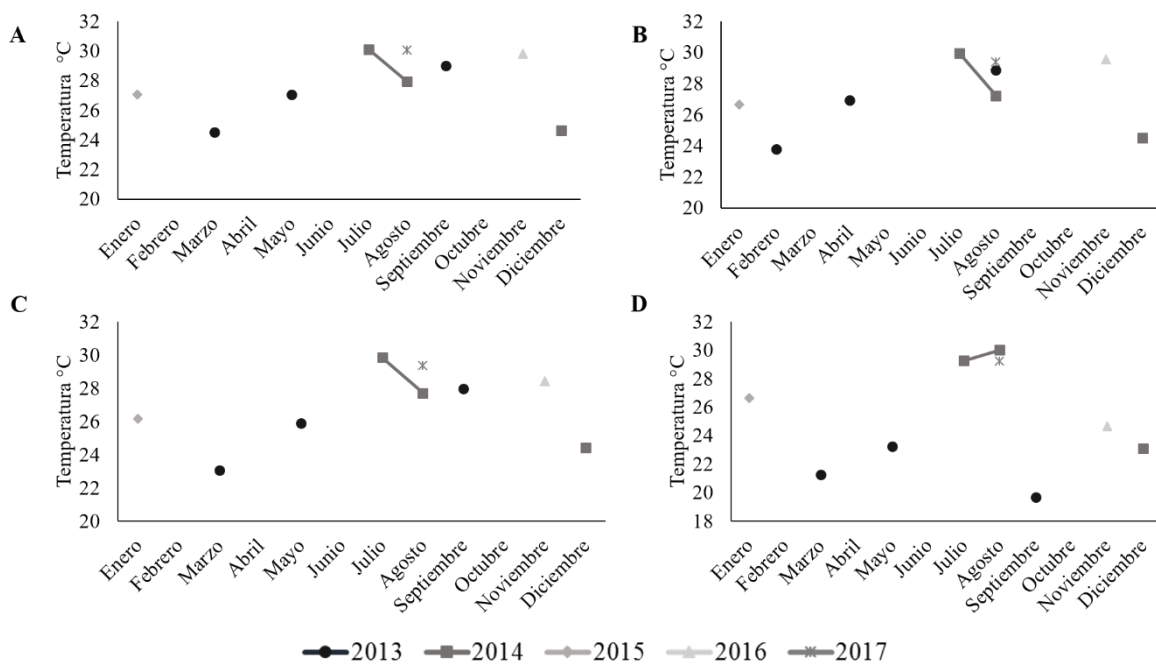 A
Temperatura °C
32
30
28
26
24
22
20
Enero
Febrero
Marzo
Abril
Mayo
Junio
Julio
Agosto
Septiembre
Octubre
Noviembre
Diciembre
B
Temperatura °C
32
30
28
26
24
22
20
Enero
Febrero
Marzo
Abril
Mayo
Junio
Julio
Agosto
Septiembre
Octubre
Noviembre
Diciembre
C
Temperatura °C
32
30
28
26
24
22
20
Enero
Febrero
Marzo
Abril
Mayo
Junio
Julio
Agosto
Septiembre
Octubre
Noviembre
Diciembre
D
Temperatura °C
32
30
28
26
24
22
20
18
Enero
Febrero
Marzo
Abril
Mayo
Junio
Julio
Agosto
Septiembre
Octubre
Noviembre
Diciembre
2013 2014 2015 2016 2017